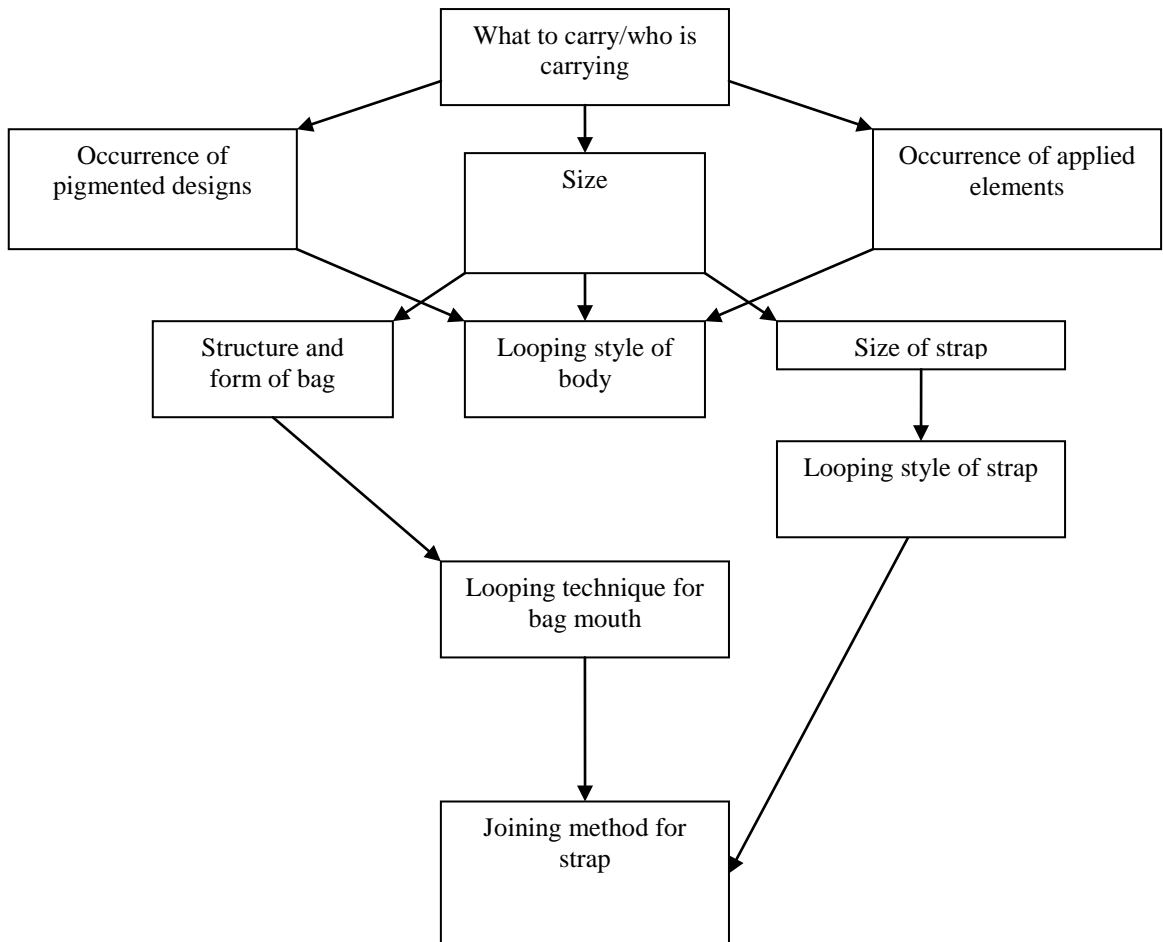 What to carry/who is
carrying
Occurrence of
pigmented designs
Size
Occurrence of applied
elements
Structure and
form of bag
Looping style of
body
Size of strap
Looping style of strap
Looping technique for
bag mouth
Joining method for
strap